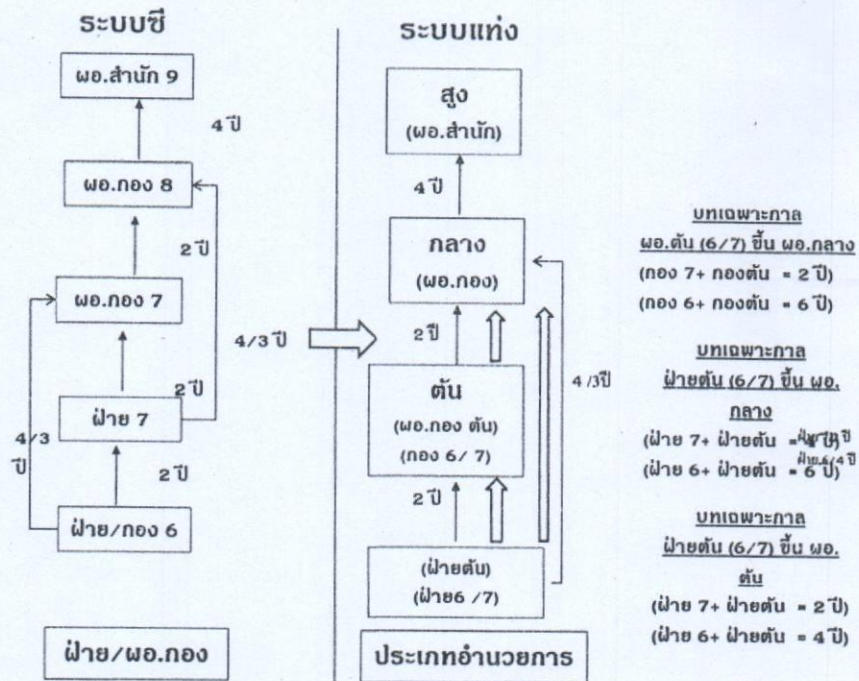 ระบบซี
ผอ.สำนัก 9
4 ปี
ผอ.กอง 8
2 ปี
ผอ.กอง 7
4/3 ปี
2 ปี
ฝ่าย 7
4/3
ปี
2 ปี
ฝ่าย/กอง 6
ฝ่าย/ผอ.กอง
ระบบแท่ง
สูง
(ผอ.สำนัก)
4 ปี
กลาง
(ผอ.กอง)
2 ปี
4/3ปี
ต้น
(ผอ.กอง ต้น)
(กอง 6/ 7)
2 ปี
(ฝ่ายต้น)
(ฝ่าย6 /7)
ประเภทอำนวยการ
บทเฉพาะกาล
ผอ.ต้น (6/7) ขึ้น ผอ.กลาง
(กอง 7+ กองต้น = 2 ปี)
(กอง 6+ กองต้น = 6 ปี)
บทเฉพาะกาล
ฝ่ายต้น (6/7) ขึ้น ผอ.
กลาง
(ฝ่าย 7+ ฝ่ายต้น = 4 ปี)
(ฝ่าย 6+ ฝ่ายต้น = 6 ปี)
บทเฉพาะกาล
ฝ่ายต้น (6/7) ขึ้น ผอ.
ต้น
(ฝ่าย 7+ ฝ่ายต้น = 2 ปี)
(ฝ่าย 6+ ฝ่ายต้น = 4 ปี)